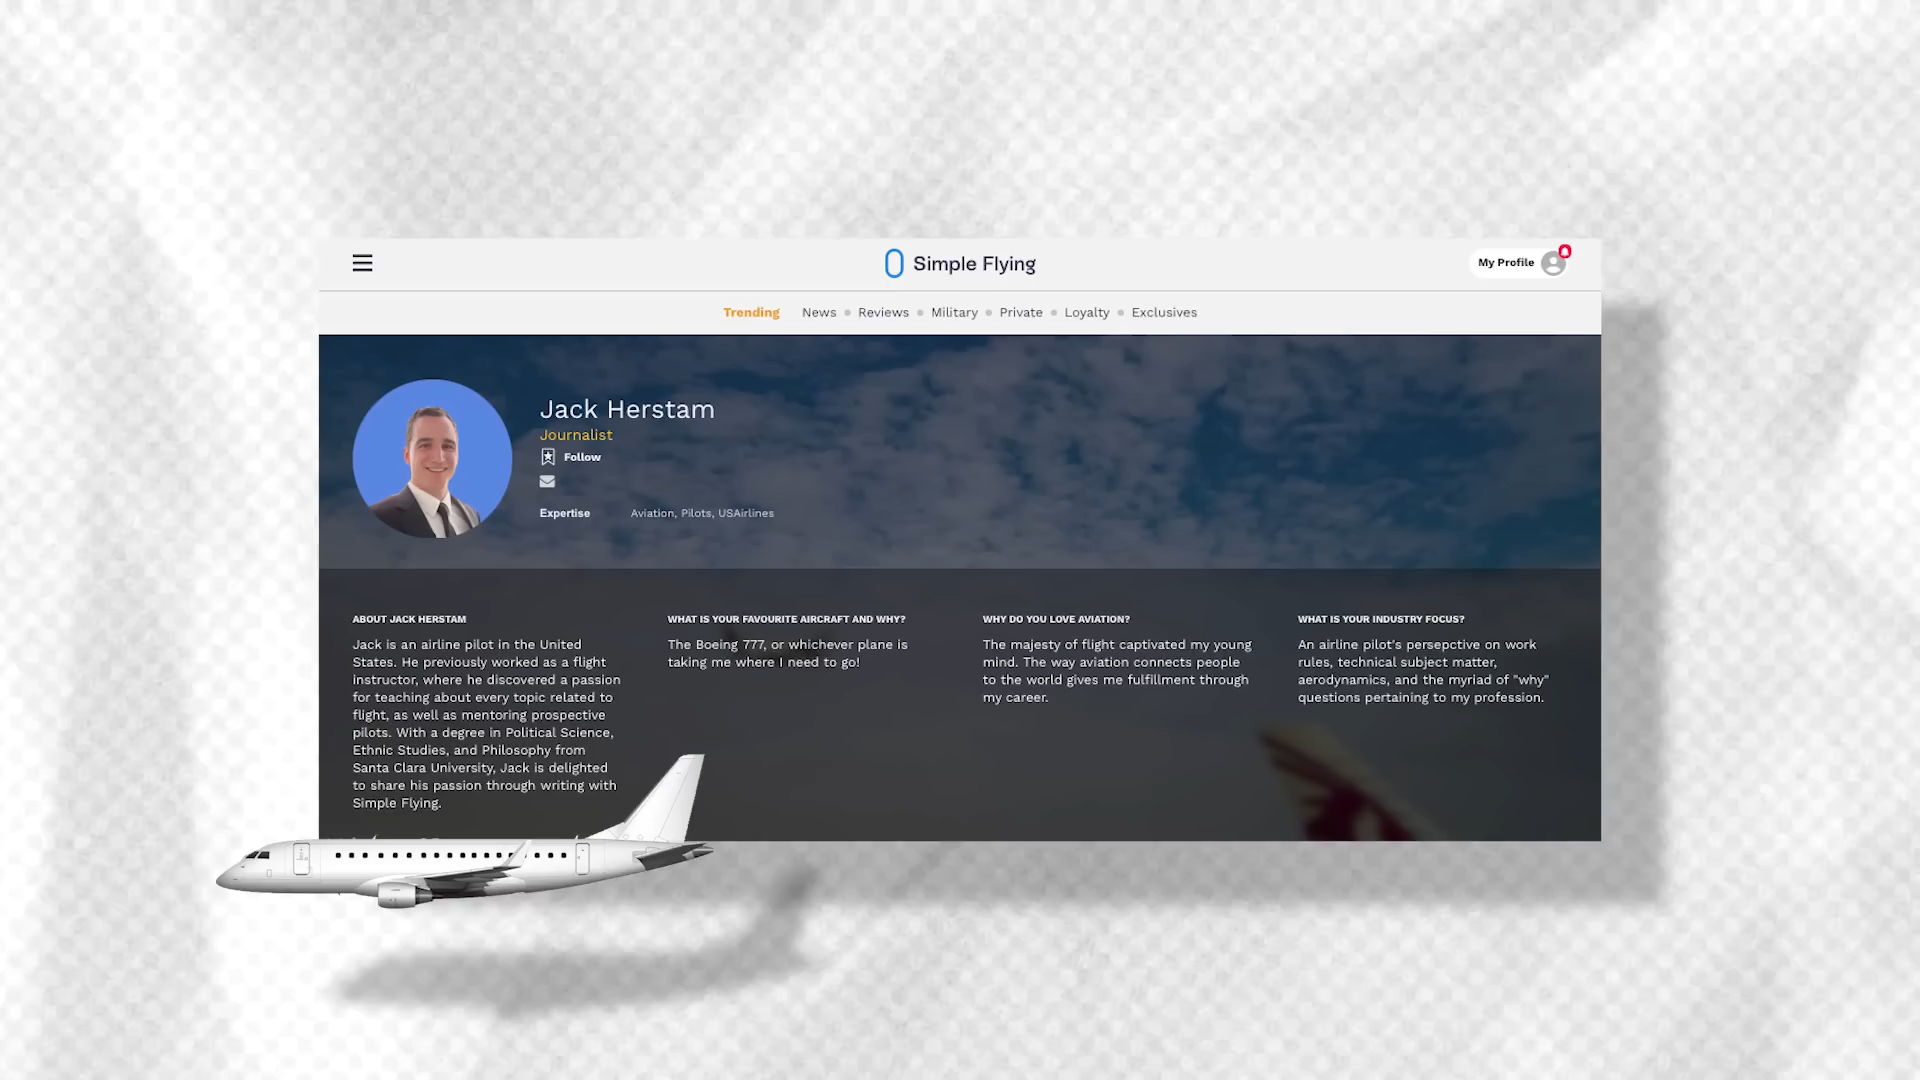 Simple Flying
My Profile
Trending News Reviews Military Private Loyalty Exclusives
Jack Herstam
Journalist
Follow
Expertise Aviation, Pilots, USAirlines
ABOUT JACK HERSTAM
Jack is an airline pilot in the United
States. He previously worked as a flight
instructor, where he discovered a passion
for teaching about every topic related to
flight, as well as mentoring prospective
pilots. With a degree in Political Science,
Ethnic Studies, and Philosophy from
Santa Clara University, Jack is delighted
to share his passion through writing with
Simple Flying.
WHAT IS YOUR FAVOURITE AIRCRAFT AND WHY?
The Boeing 777, or whichever plane is
taking me where I need to go!
WHY DO YOU LOVE AVIATION?
The majesty of flight captivated my young
mind. The way aviation connects people
to the world gives me fulfillment through
my career.
WHAT IS YOUR INDUSTRY FOCUS?
An airline pilot's persepctive on work
rules, technical subject matter,
aerodynamics, and the myriad of "why"
questions pertaining to my profession.